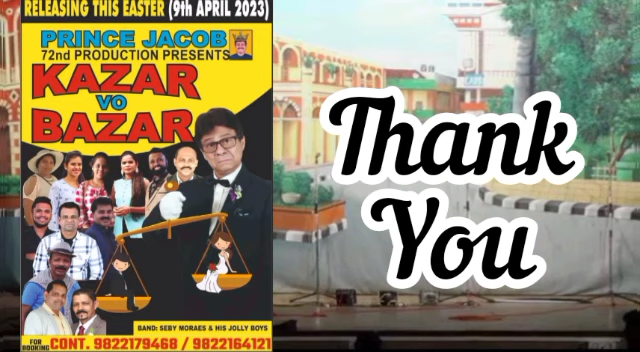 RELEASING THIS EASTER (9th APRIL 2023)
PRINCE JACOB
72nd PRODUCTION PRESENTS
KAZAR
VO
BAZAR
BAND: SEBY MORAES & HIS JOLLY BOYS
FOR BOOKING CONT. 9822179468 / 9822164121
Thank
You